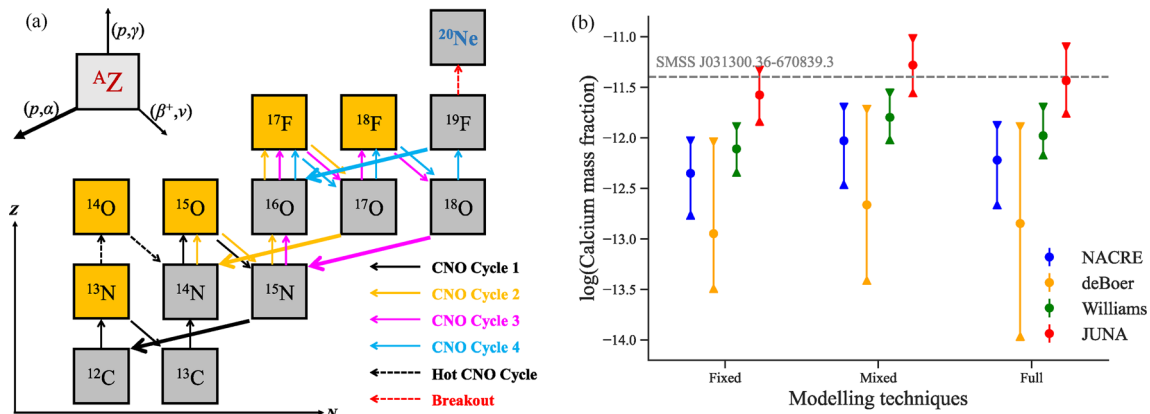 (a)
(p,γ)
ᴬZ
(p,α)
(β⁺,ν)
²⁰Ne
¹⁷F
¹⁸F
¹⁹F
¹⁴O
¹⁵O
¹⁶O
¹⁷O
¹⁸O
¹³N
¹⁴N
¹⁵N
¹²C
¹³C
Z
N
CNO Cycle 1
CNO Cycle 2
CNO Cycle 3
CNO Cycle 4
Hot CNO Cycle
Breakout
(b)
log(Calcium mass fraction)
−11.0
−11.5
−12.0
−12.5
−13.0
−13.5
−14.0
SMSS J031300.36-670839.3
NACRE
deBoer
Williams
JUNA
Fixed
Mixed
Full
Modelling techniques